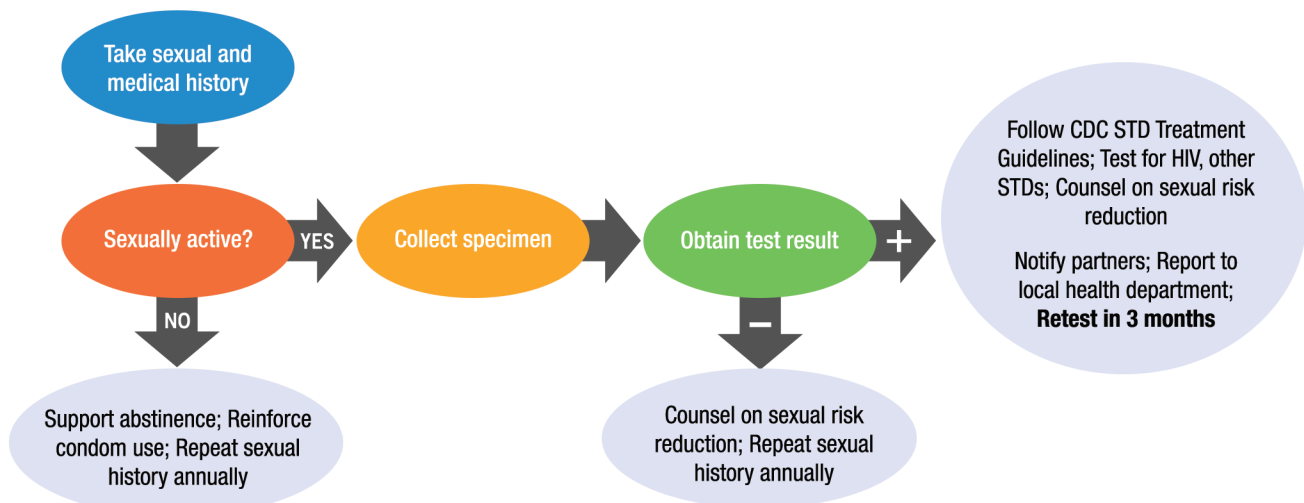 Take sexual and
medical history
Sexually active?
YES
Collect specimen
Obtain test result
+
Follow CDC STD Treatment
Guidelines; Test for HIV, other
STDs; Counsel on sexual risk
reduction
Notify partners; Report to
local health department;
Retest in 3 months
NO
–
Support abstinence; Reinforce
condom use; Repeat sexual
history annually
Counsel on sexual risk
reduction; Repeat sexual
history annually